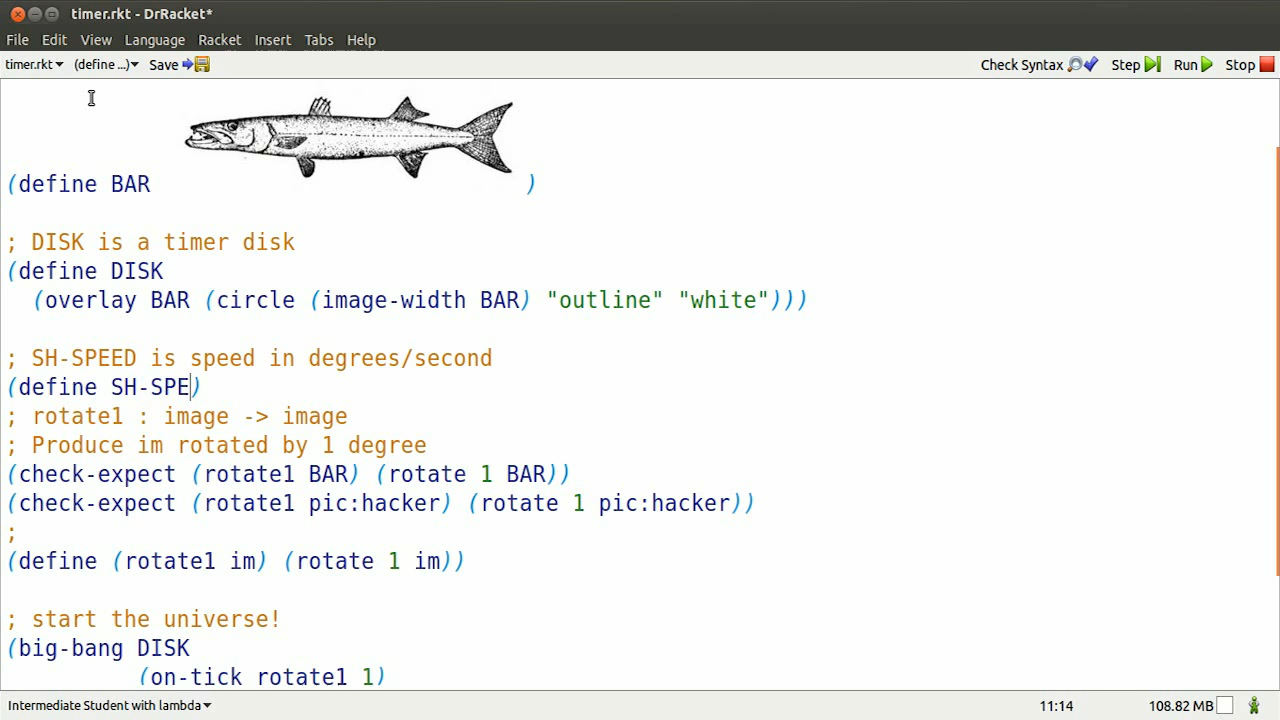 timer.rkt - DrRacket*
File Edit View Language Racket Insert Tabs Help
timer.rkt (define ...) Save Check Syntax Step Run Stop
(define BAR )
; DISK is a timer disk
(define DISK
(overlay BAR (circle (image-width BAR) "outline" "white")))
; SH-SPEED is speed in degrees/second
(define SH-SPE)
; rotate1 : image -> image
; Produce im rotated by 1 degree
(check-expect (rotate1 BAR) (rotate 1 BAR))
(check-expect (rotate1 pic:hacker) (rotate 1 pic:hacker))
;
(define (rotate1 im) (rotate 1 im))
; start the universe!
(big-bang DISK
(on-tick rotate1 1)
Intermediate Student with lambda 11:14 108.82 MB